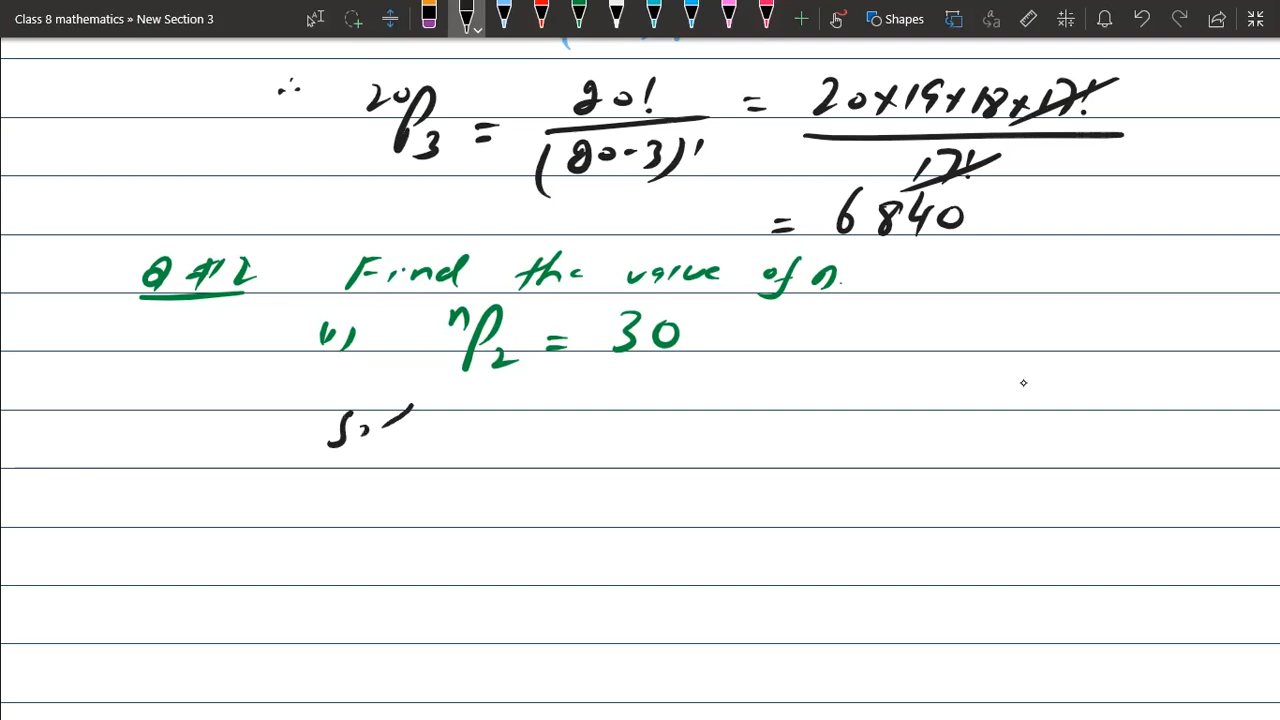 Class 8 mathematics » New Section 3 Shapes
∴ ²⁰P₃ = 20! / (20-3)! = 20×19×18×17! / 17!
= 6840
Q#2 Find the value of n.
ⁿP₂ = 30
Sol